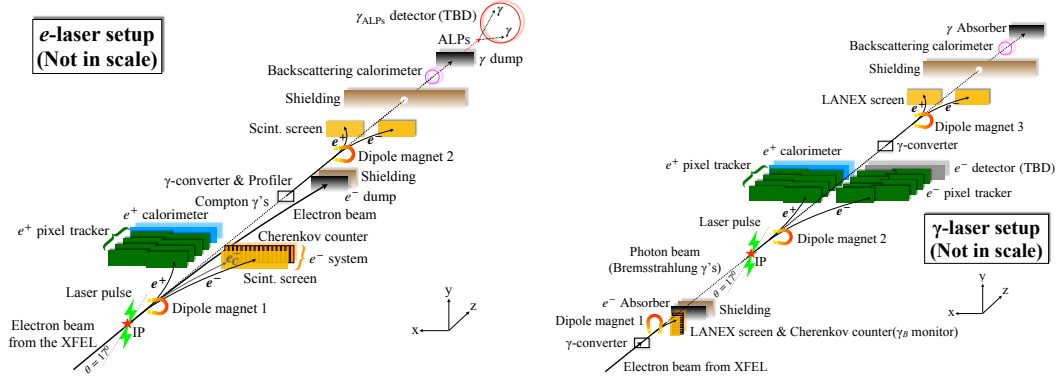 e-laser setup
(Not in scale)
γALPs detector (TBD)
γ
γ
ALPs
γ dump
Backscattering calorimeter
Shielding
Scint. screen
e+
e−
Dipole magnet 2
Shielding
γ-converter & Profiler
e− dump
Compton γ's
Electron beam
e+ calorimeter
e+ pixel tracker
Cherenkov counter
e− system
e−C
Scint. screen
e+
e−
Laser pulse
Dipole magnet 1
Electron beam
from the XFEL
IP
θ = 17⁰
y
z
x
γ Absorber
Backscattering calorimeter
Shielding
LANEX screen
e+
e−
Dipole magnet 3
γ-converter
e+ calorimeter
e+ pixel tracker
e− detector (TBD)
e− pixel tracker
e+
e−
Laser pulse
Dipole magnet 2
γ-laser setup
(Not in scale)
Photon beam
(Bremsstrahlung γ's)
IP
θ = 17⁰
e− Absorber
Shielding
Dipole magnet 1
LANEX screen & Cherenkov counter(γB monitor)
γ-converter
Electron beam from XFEL
y
z
x